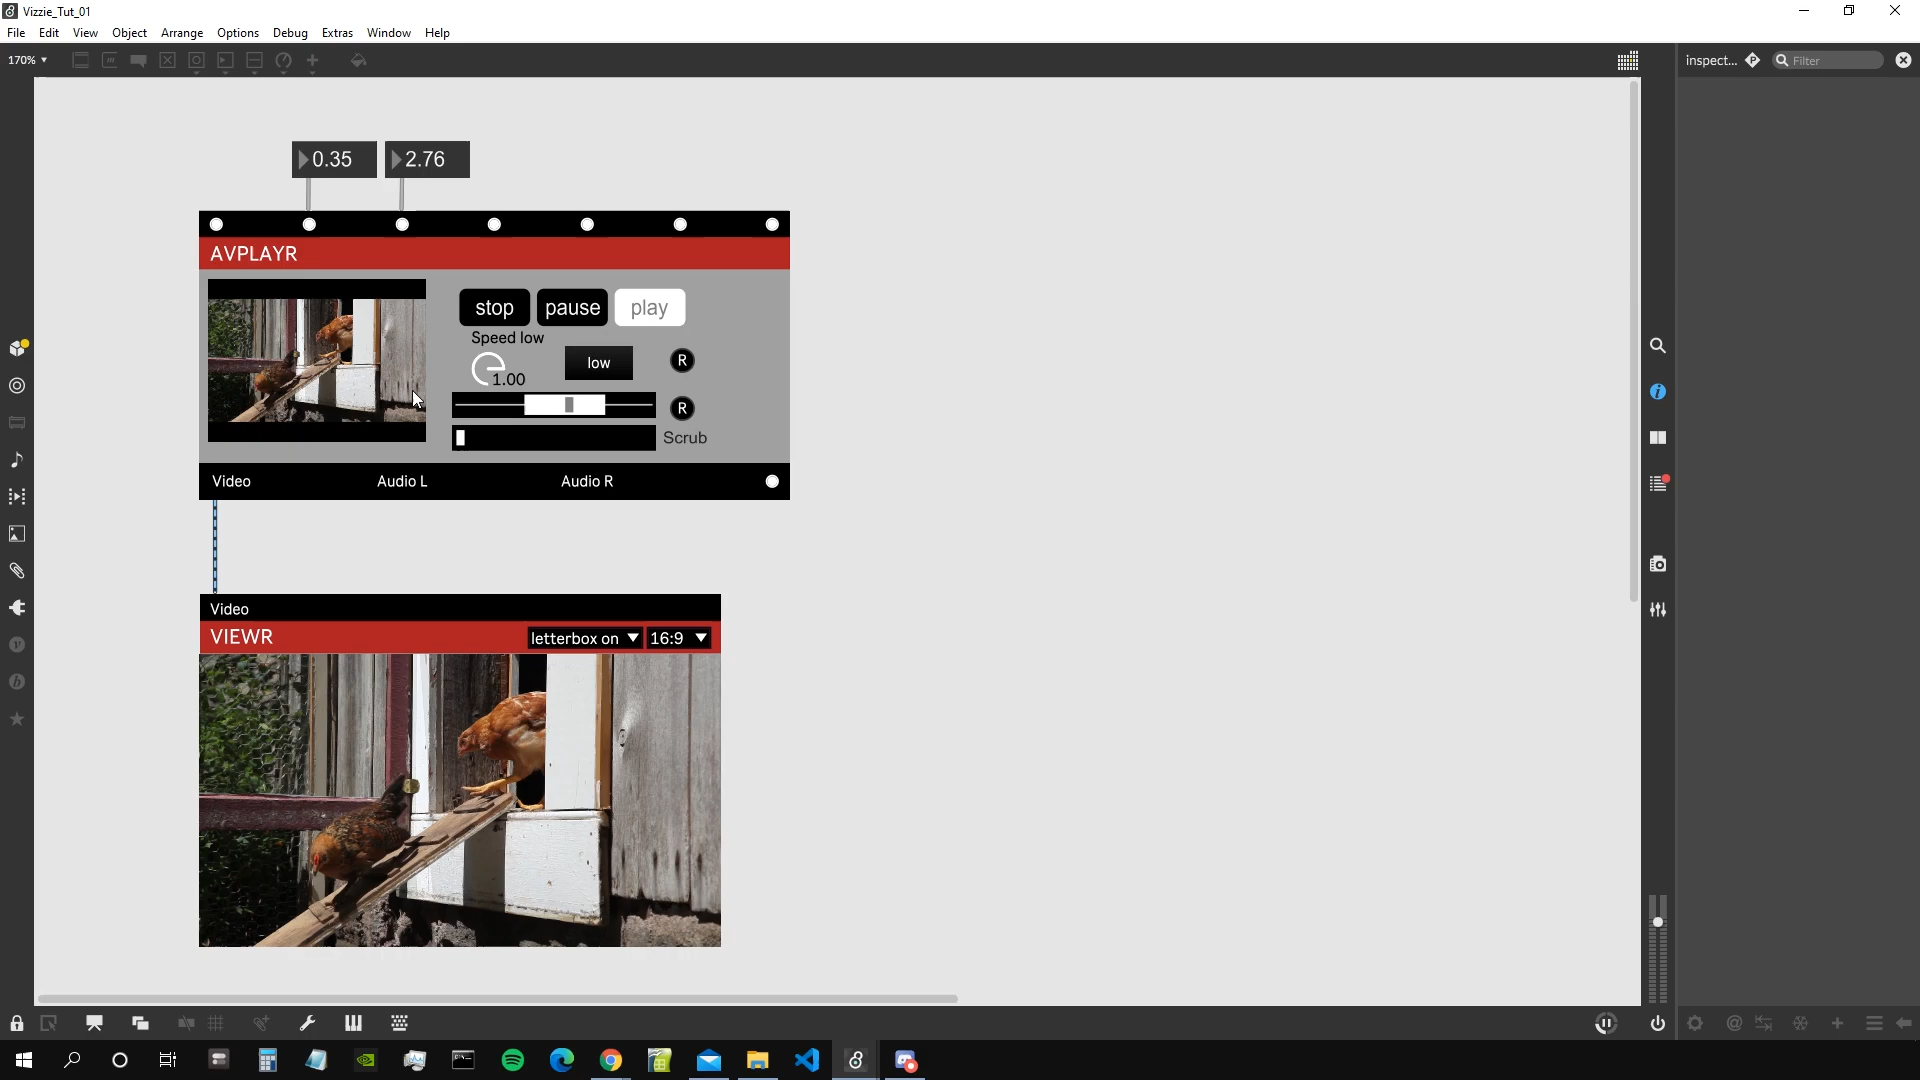 Vizzie_Tut_01
File Edit View Object Arrange Options Debug Extras Window Help
170%
inspect...
Filter
0.35 2.76
AVPLAYR
stop pause play
Speed low
low
R
1.00
R
Scrub
Video Audio L Audio R
Video
VIEWR letterbox on 16:9